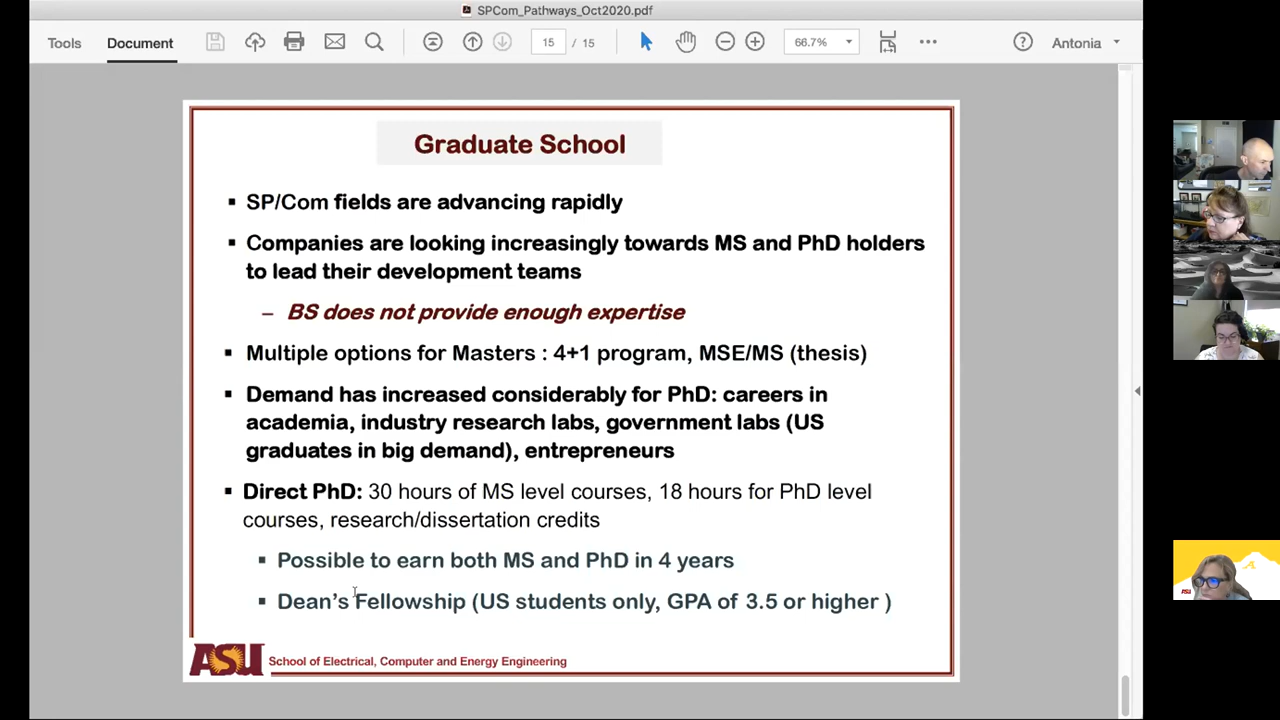 SPCom_Pathways_Oct2020.pdf
Tools Document 15 / 15 66.7% Antonia
Graduate School
▪ SP/Com fields are advancing rapidly
▪ Companies are looking increasingly towards MS and PhD holders
to lead their development teams
– BS does not provide enough expertise
▪ Multiple options for Masters : 4+1 program, MSE/MS (thesis)
▪ Demand has increased considerably for PhD: careers in
academia, industry research labs, government labs (US
graduates in big demand), entrepreneurs
▪ Direct PhD: 30 hours of MS level courses, 18 hours for PhD level
courses, research/dissertation credits
▪ Possible to earn both MS and PhD in 4 years
▪ Dean’s Fellowship (US students only, GPA of 3.5 or higher )
ASU School of Electrical, Computer and Energy Engineering